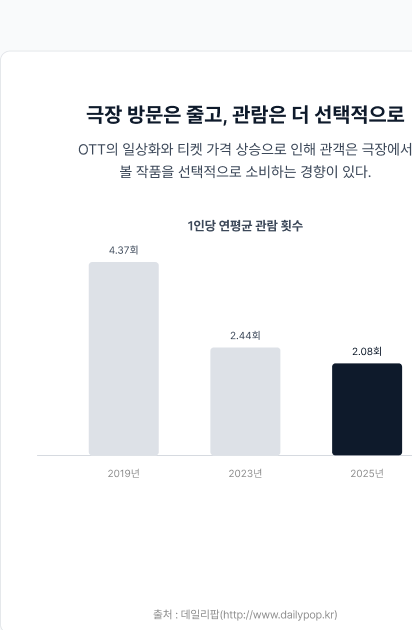 극장 방문은 줄고, 관람은 더 선택적으로
OTT의 일상화와 티켓 가격 상승으로 인해 관객은 극장에서
볼 작품을 선택적으로 소비하는 경향이 있다.
1인당 연평균 관람 횟수
4.37회
2.44회
2.08회
2019년
2023년
2025년
출처 : 데일리팝(http://www.dailypop.kr)